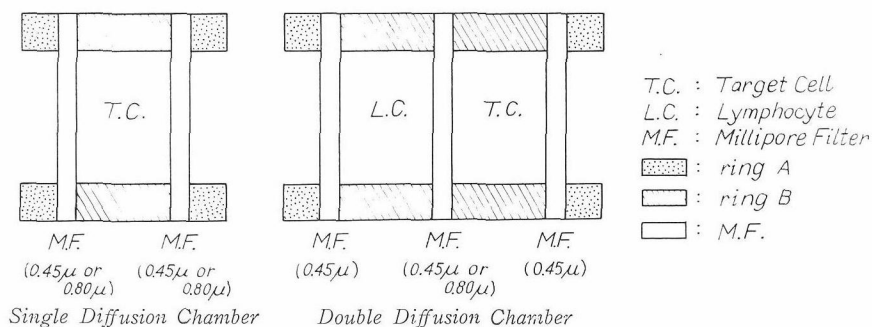 T.C.
L.C.
T.C.
T.C. : Target Cell
L.C. : Lymphocyte
M.F. : Millipore Filter
: ring A
: ring B
: M.F.
M.F.
(0.45μ or
0.80μ)
M.F.
(0.45μ or
0.80μ)
Single Diffusion Chamber
M.F.
(0.45μ)
M.F.
(0.45μ or
0.80μ)
M.F.
(0.45μ)
Double Diffusion Chamber